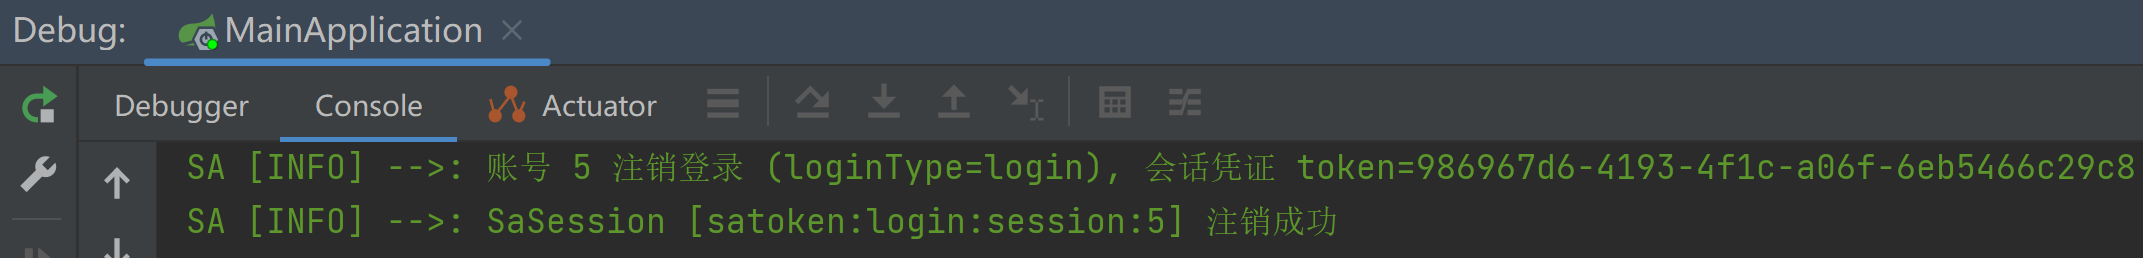 Debug: MainApplication
Debugger Console Actuator
SA [INFO] -->: 账号 5 注销登录 (loginType=login), 会话凭证 token=986967d6-4193-4f1c-a06f-6eb5466c29c8
SA [INFO] -->: SaSession [satoken:login:session:5] 注销成功